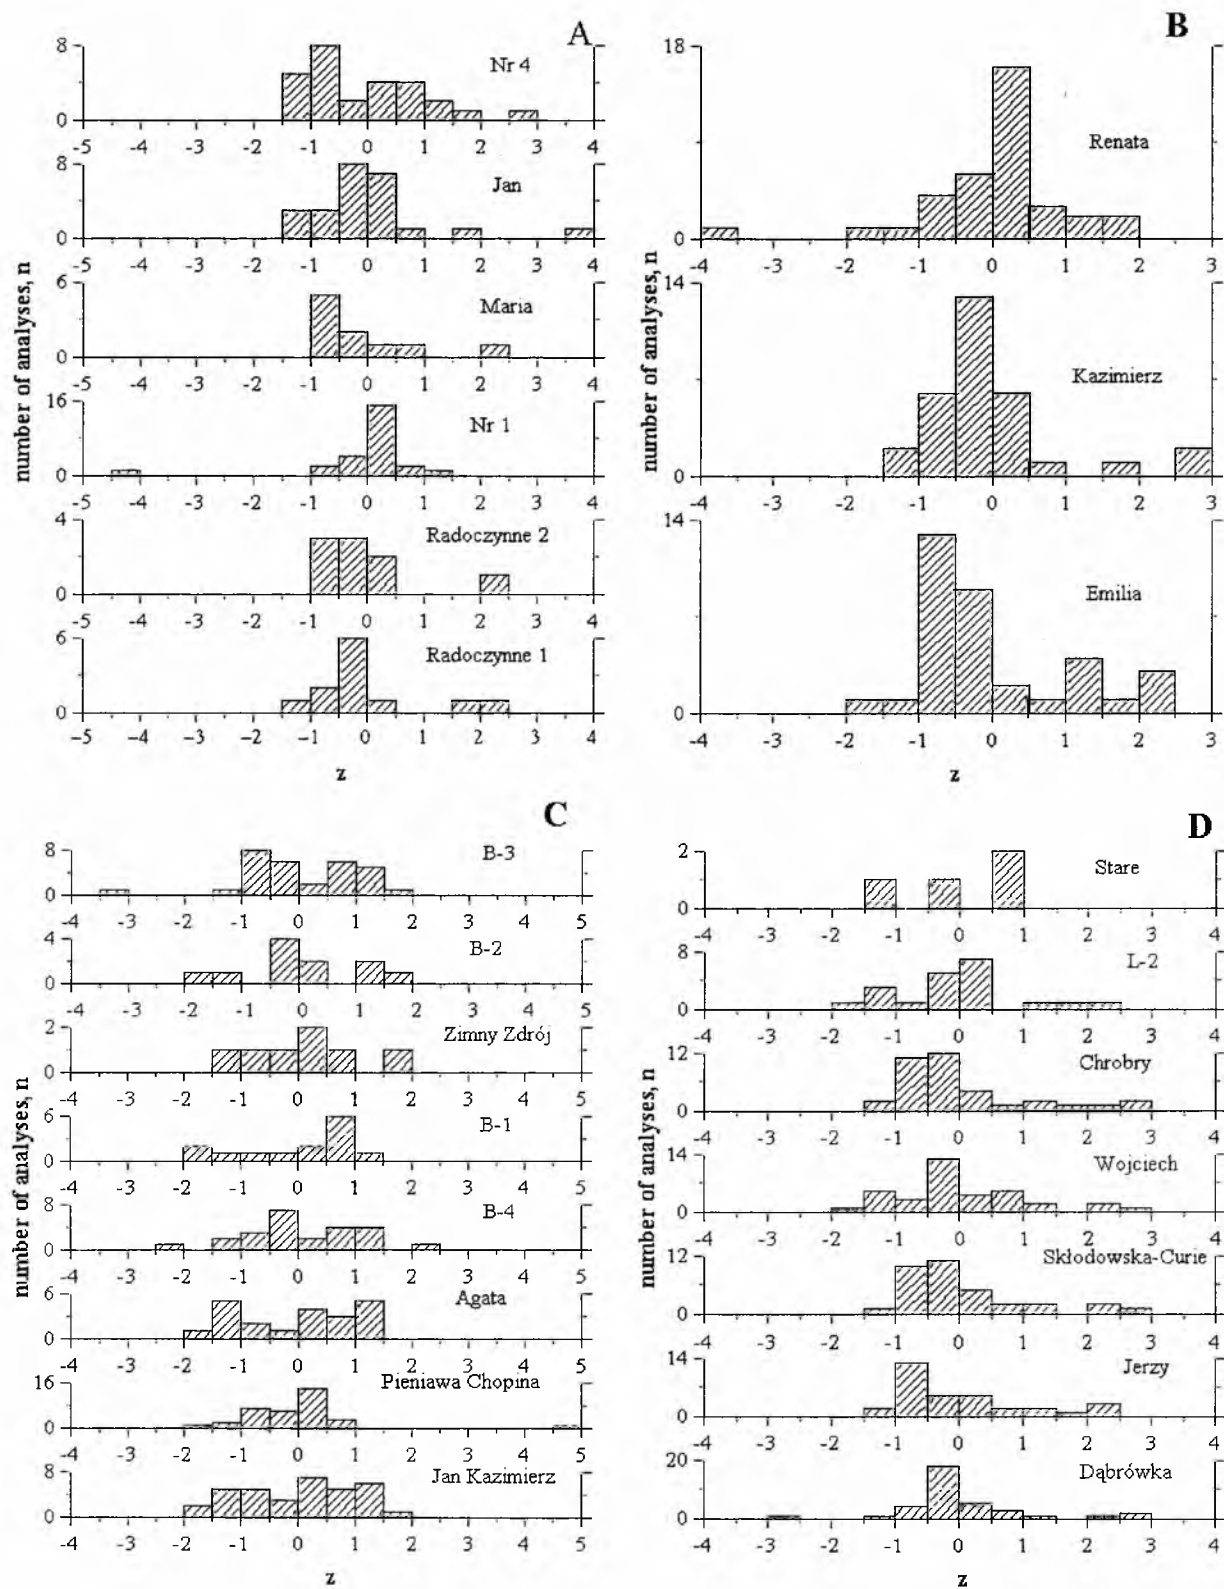 A
8
Nr 4
0
-5 -4 -3 -2 -1 0 1 2 3 4
8
Jan
0
-5 -4 -3 -2 -1 0 1 2 3 4
6
Maria
0
-5 -4 -3 -2 -1 0 1 2 3 4
16
Nr 1
0
-5 -4 -3 -2 -1 0 1 2 3 4
4
Radoczynne 2
0
-5 -4 -3 -2 -1 0 1 2 3 4
6
Radoczynne 1
0
-5 -4 -3 -2 -1 0 1 2 3 4
number of analyses, n
z
B
18
Renata
0
-4 -3 -2 -1 0 1 2 3
14
Kazimierz
0
-4 -3 -2 -1 0 1 2 3
14
Emilia
0
-4 -3 -2 -1 0 1 2 3
number of analyses, n
z
C
8
B-3
0
-4 -3 -2 -1 0 1 2 3 4 5
4
B-2
0
-4 -3 -2 -1 0 1 2 3 4 5
2
Zimny Zdrój
0
-4 -3 -2 -1 0 1 2 3 4 5
6
B-1
0
-4 -3 -2 -1 0 1 2 3 4 5
8
B-4
0
-4 -3 -2 -1 0 1 2 3 4 5
6
Agata
0
-4 -3 -2 -1 0 1 2 3 4 5
16
Pieniawa Chopina
0
-4 -3 -2 -1 0 1 2 3 4 5
8
Jan Kazimierz
0
-4 -3 -2 -1 0 1 2 3 4 5
number of analyses, n
z
D
2
Stare
0
-4 -3 -2 -1 0 1 2 3 4
8
L-2
0
-4 -3 -2 -1 0 1 2 3 4
12
Chrobry
0
-4 -3 -2 -1 0 1 2 3 4
14
Wojciech
0
-4 -3 -2 -1 0 1 2 3 4
12
Skłodowska-Curie
0
-4 -3 -2 -1 0 1 2 3 4
14
Jerzy
0
-4 -3 -2 -1 0 1 2 3 4
20
Dąbrówka
0
-4 -3 -2 -1 0 1 2 3 4
number of analyses, n
z